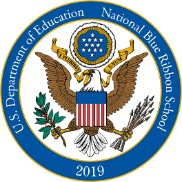 U.S. Department of Education
National Blue Ribbon School
2019